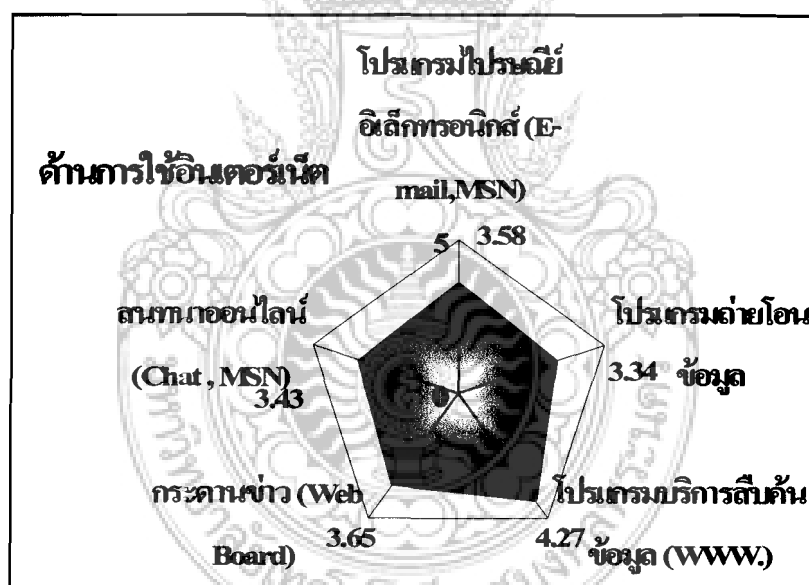 โปรแกรมไปรษณีย์
อิเล็กทรอนิกส์ (E-
mail,MSN)
ด้านการใช้อินเตอร์เน็ต
5
3.58
สนทนาออนไลน์
(Chat , MSN)
3.43
โปรแกรมถ่ายโอน
ข้อมูล
3.34
0
กระดานข่าว (Web
Board)
3.65
โปรแกรมบริการสืบค้น
ข้อมูล (WWW.)
4.27